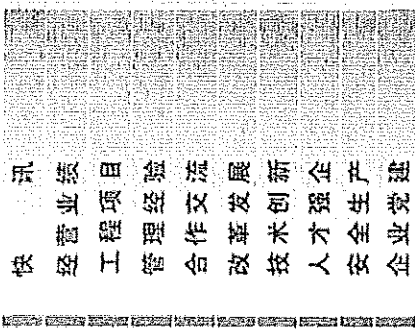 快讯
经营业绩
工程项目
管理经验
合作交流
改革发展
技术创新
人才强企
安全生产
企业党建